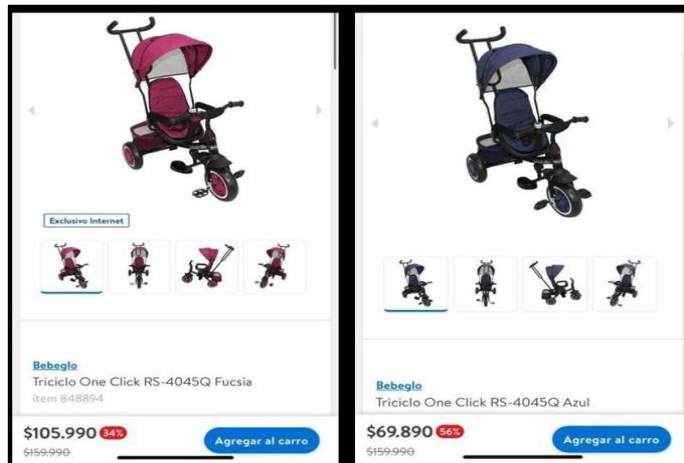 Exclusivo Internet
Bebeglo
Triciclo One Click RS-4045Q Fucsia
item 848894
$105.990 34%
$159.990
Agregar al carro
Bebeglo
Triciclo One Click RS-4045Q Azul
$69.890 56%
$159.990
Agregar al carro